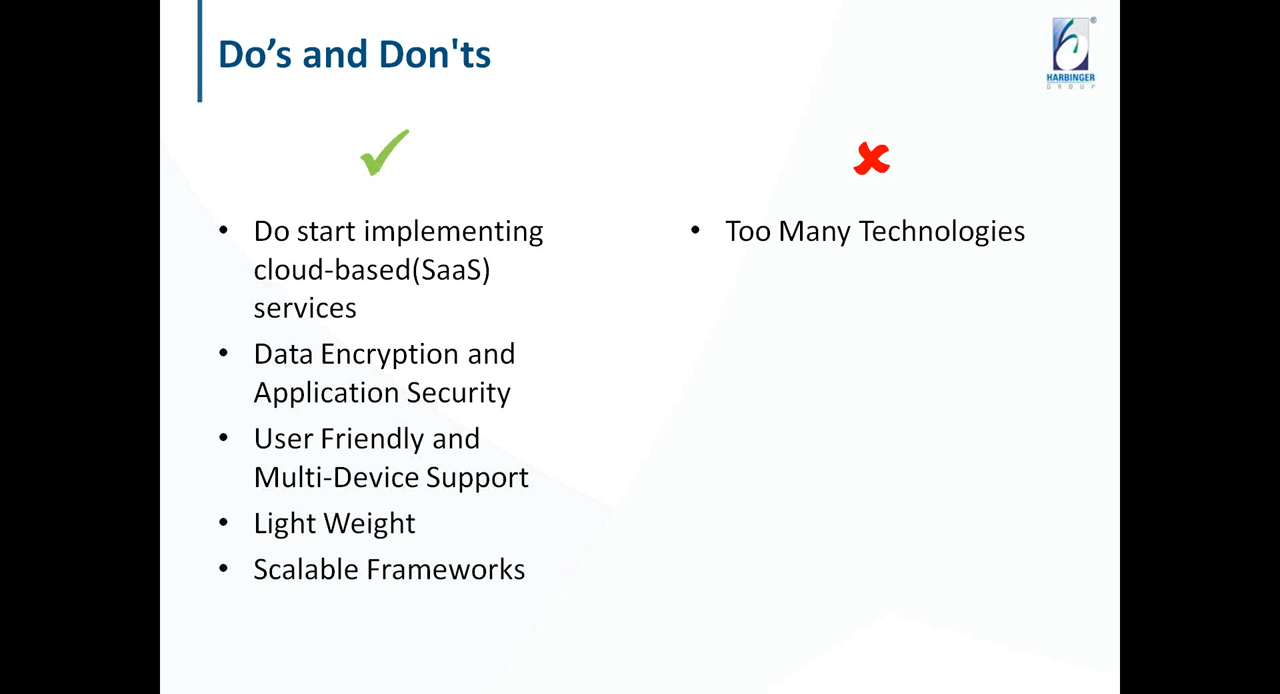 Do’s and Don'ts
®
HARBINGER
GROUP
• Do start implementing
cloud-based(SaaS)
services
• Data Encryption and
Application Security
• User Friendly and
Multi-Device Support
• Light Weight
• Scalable Frameworks
• Too Many Technologies